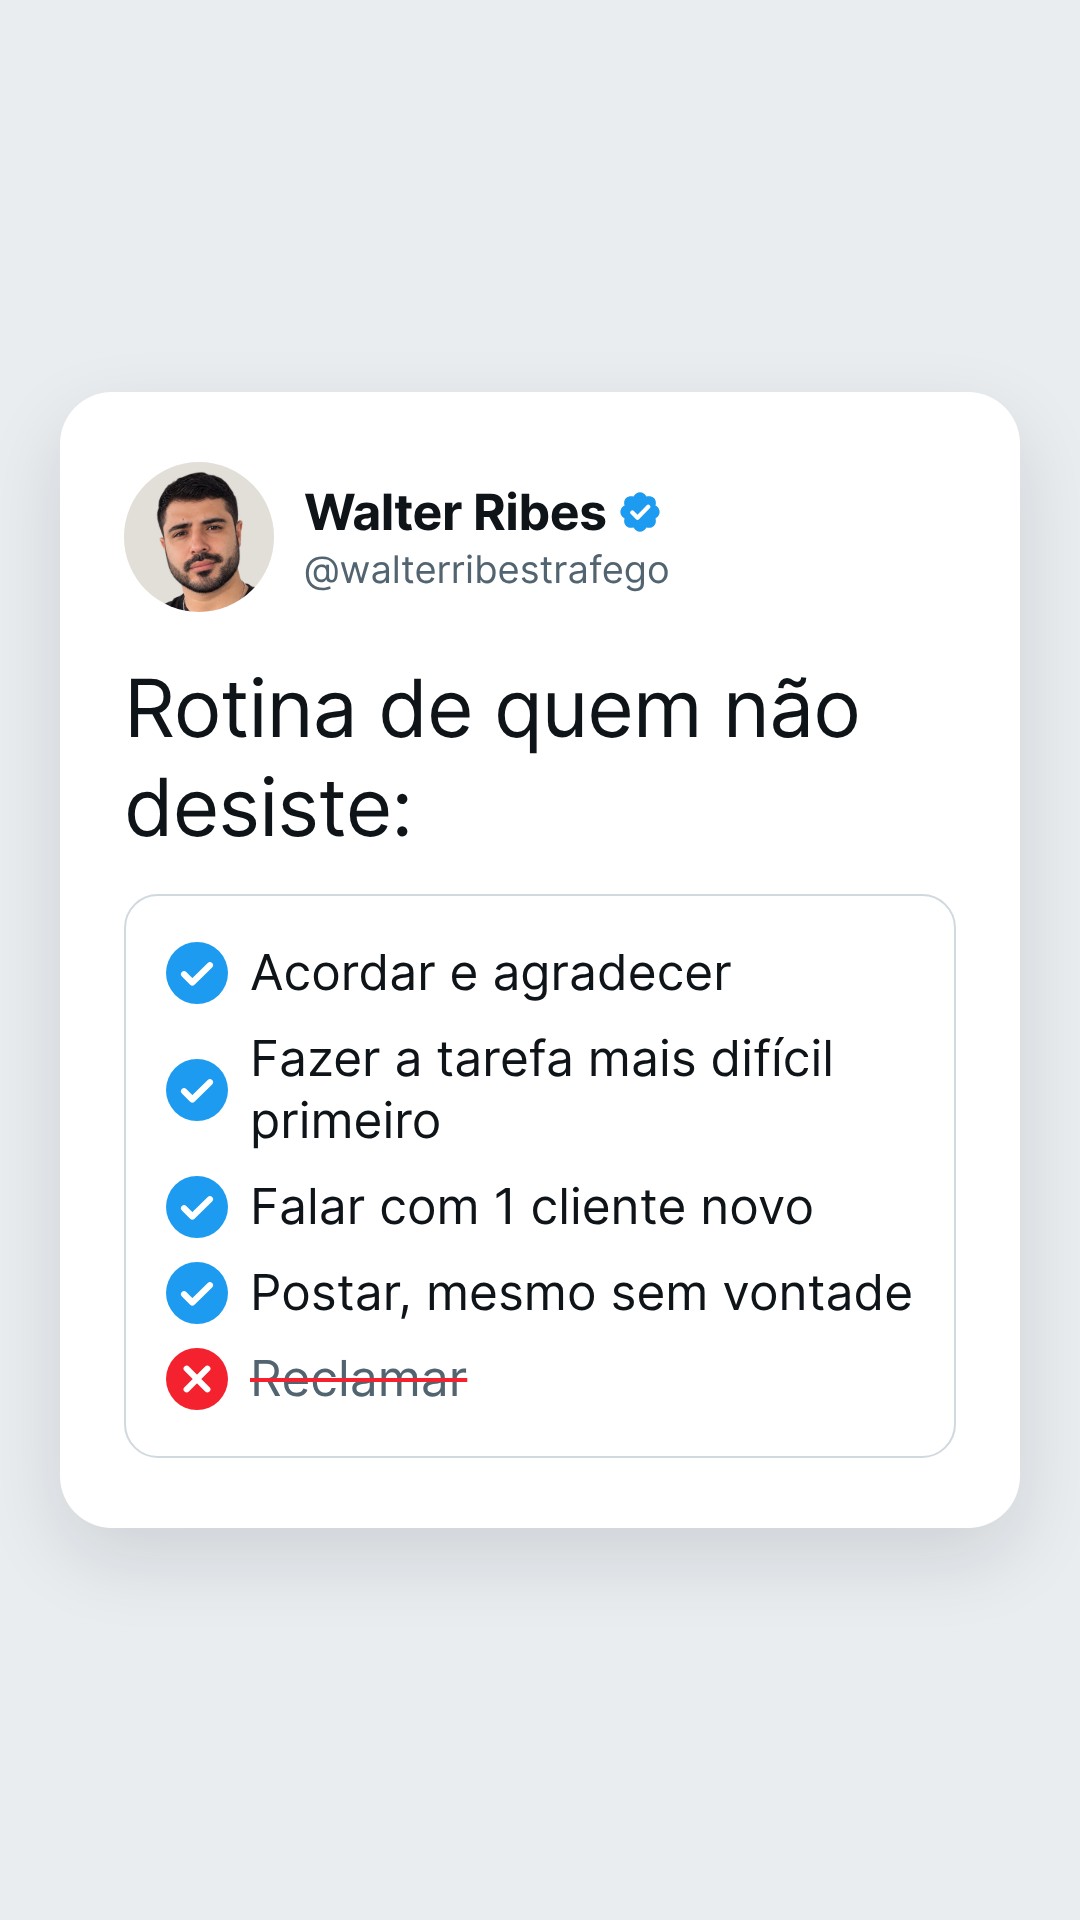 Walter Ribes
@walterribestrafego
Rotina de quem não
desiste:
Acordar e agradecer
Fazer a tarefa mais difícil
primeiro
Falar com 1 cliente novo
Postar, mesmo sem vontade
Reclamar